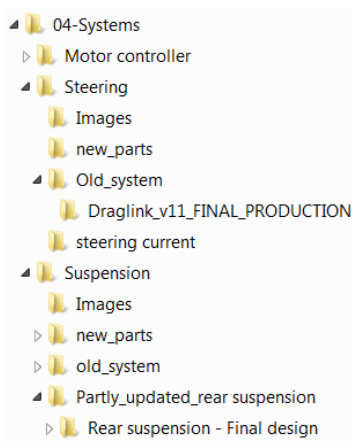 04-Systems
Motor controller
Steering
Images
new_parts
Old_system
Draglink_v11_FINAL_PRODUCTION
steering current
Suspension
Images
new_parts
old_system
Partly_updated_rear suspension
Rear suspension - Final design